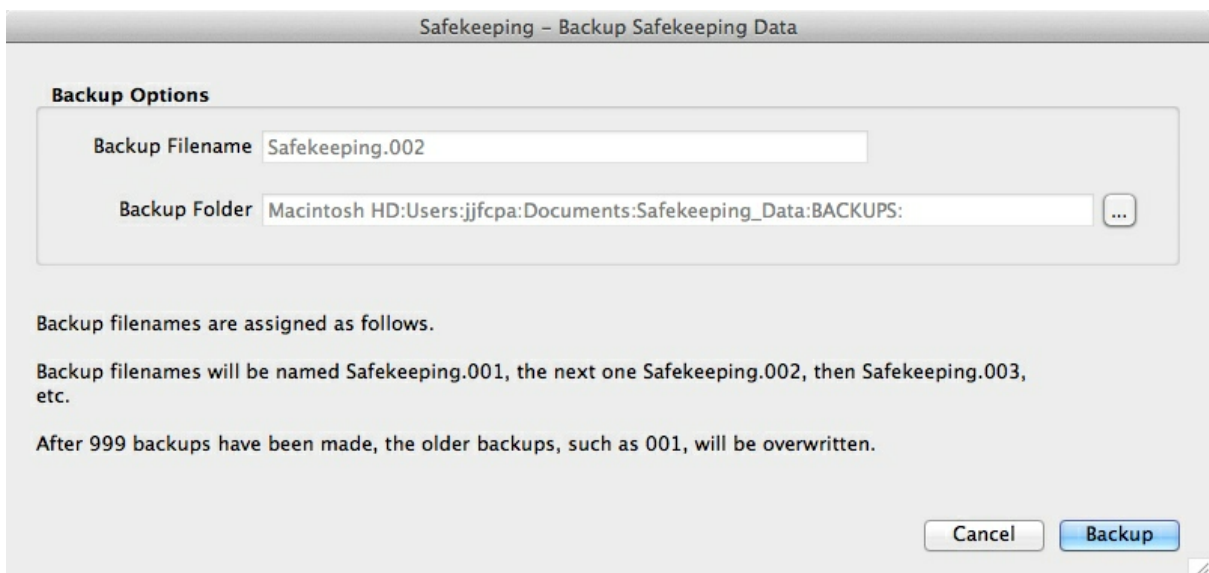 Safekeeping – Backup Safekeeping Data
Backup Options
Backup Filename Safekeeping.002
Backup Folder Macintosh HD:Users:jjfcpa:Documents:Safekeeping_Data:BACKUPS: ...
Backup filenames are assigned as follows.
Backup filenames will be named Safekeeping.001, the next one Safekeeping.002, then Safekeeping.003,
etc.
After 999 backups have been made, the older backups, such as 001, will be overwritten.
Cancel Backup